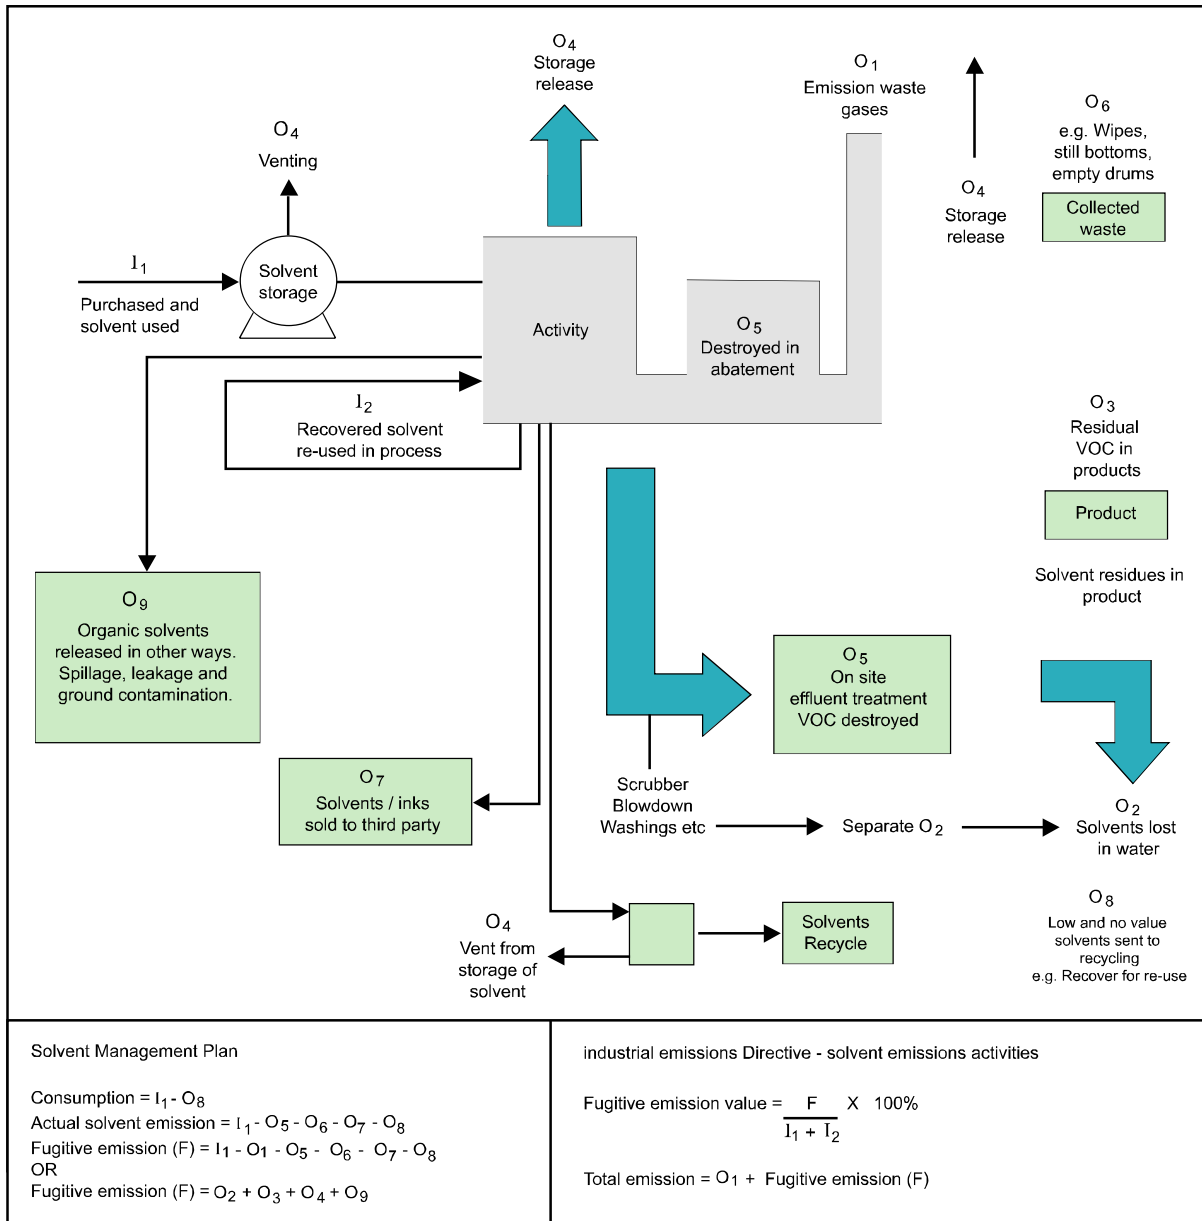 O4
Storage
release
O1
Emission waste
gases
O6
e.g. Wipes,
still bottoms,
empty drums
Collected
waste
O4
Storage
release
O4
Venting
I1
Purchased and
solvent used
Solvent
storage
Activity
O5
Destroyed in
abatement
I2
Recovered solvent
re-used in process
O3
Residual
VOC in
products
Product
Solvent residues in
product
O9
Organic solvents
released in other ways.
Spillage, leakage and
ground contamination.
O5
On site
effluent treatment
VOC destroyed
O7
Solvents / inks
sold to third party
Scrubber
Blowdown
Washings etc
Separate O2
O2
Solvents lost
in water
O4
Vent from
storage of
solvent
Solvents
Recycle
O8
Low and no value
solvents sent to
recycling
e.g. Recover for re-use
Solvent Management Plan
Consumption = I1 - O8
Actual solvent emission = I1 - O5 - O6 - O7 - O8
Fugitive emission (F) = I1 - O1 - O5 - O6 - O7 - O8
OR
Fugitive emission (F) = O2 + O3 + O4 + O9
industrial emissions Directive - solvent emissions activities
Fugitive emission value = F X 100%
I1 + I2
Total emission = O1 + Fugitive emission (F)